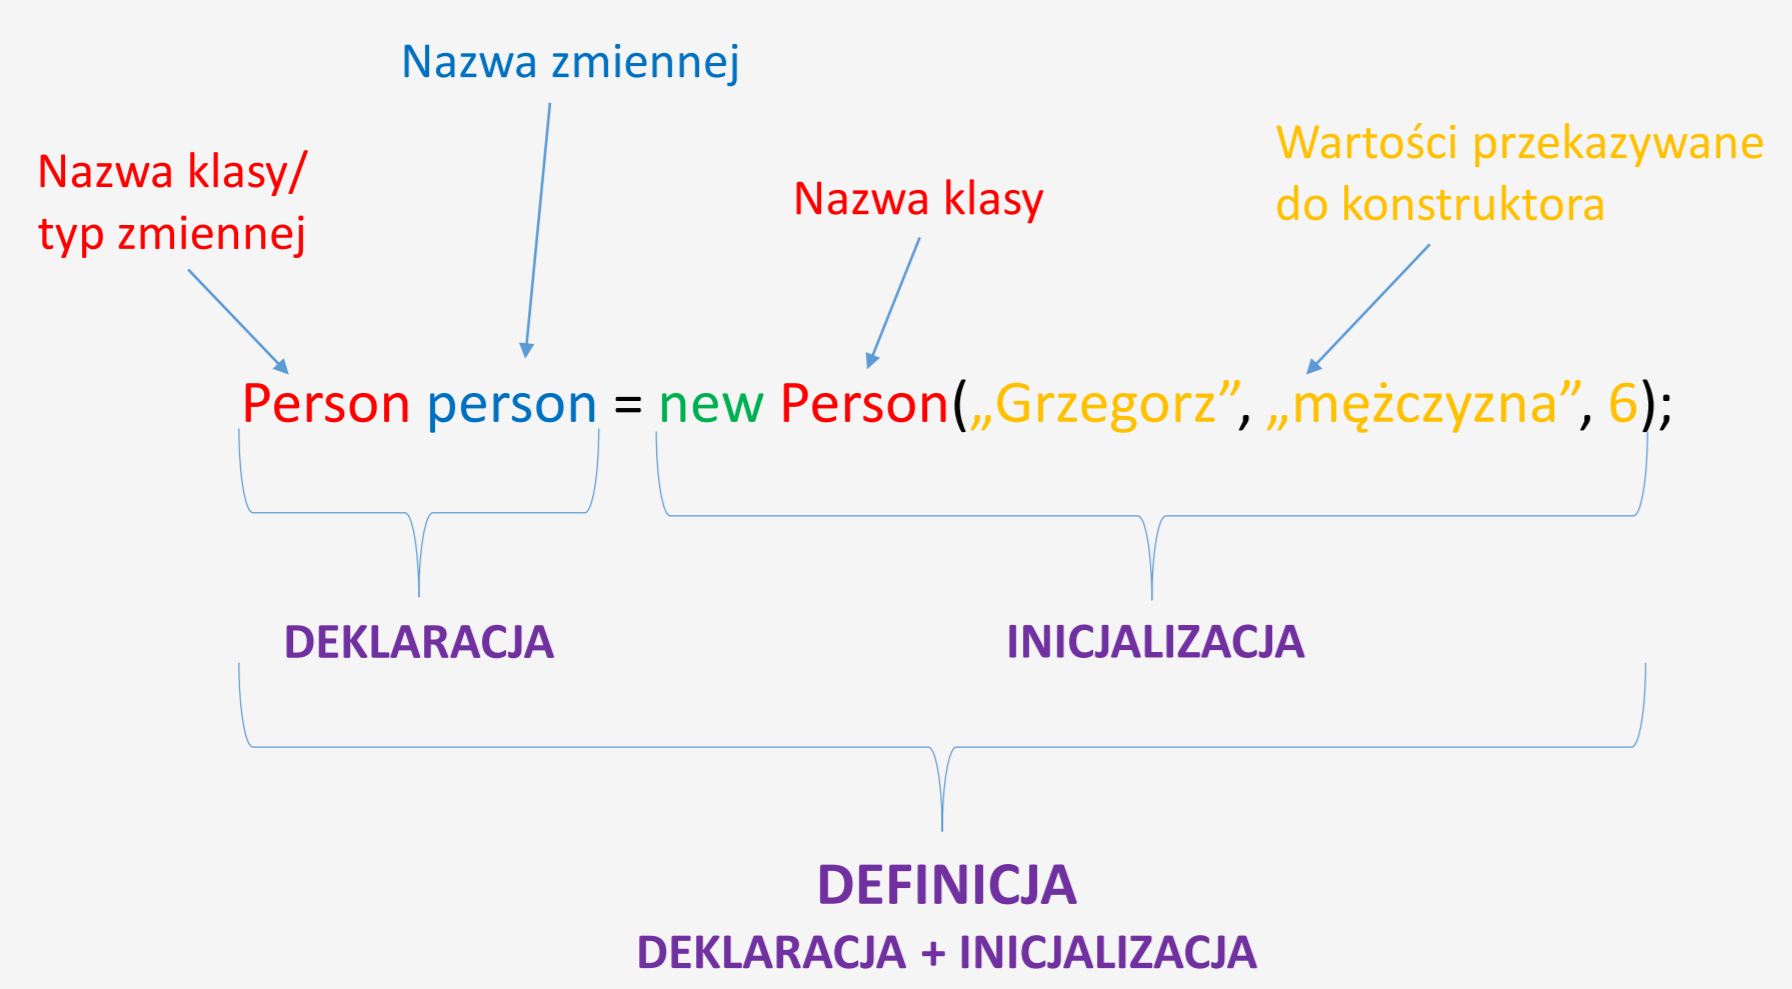 Nazwa zmiennej
Nazwa klasy/
typ zmiennej
Nazwa klasy
Wartości przekazywane
do konstruktora
Person person = new Person(„Grzegorz”, „mężczyzna”, 6);
DEKLARACJA
INICJALIZACJA
DEFINICJA
DEKLARACJA + INICJALIZACJA